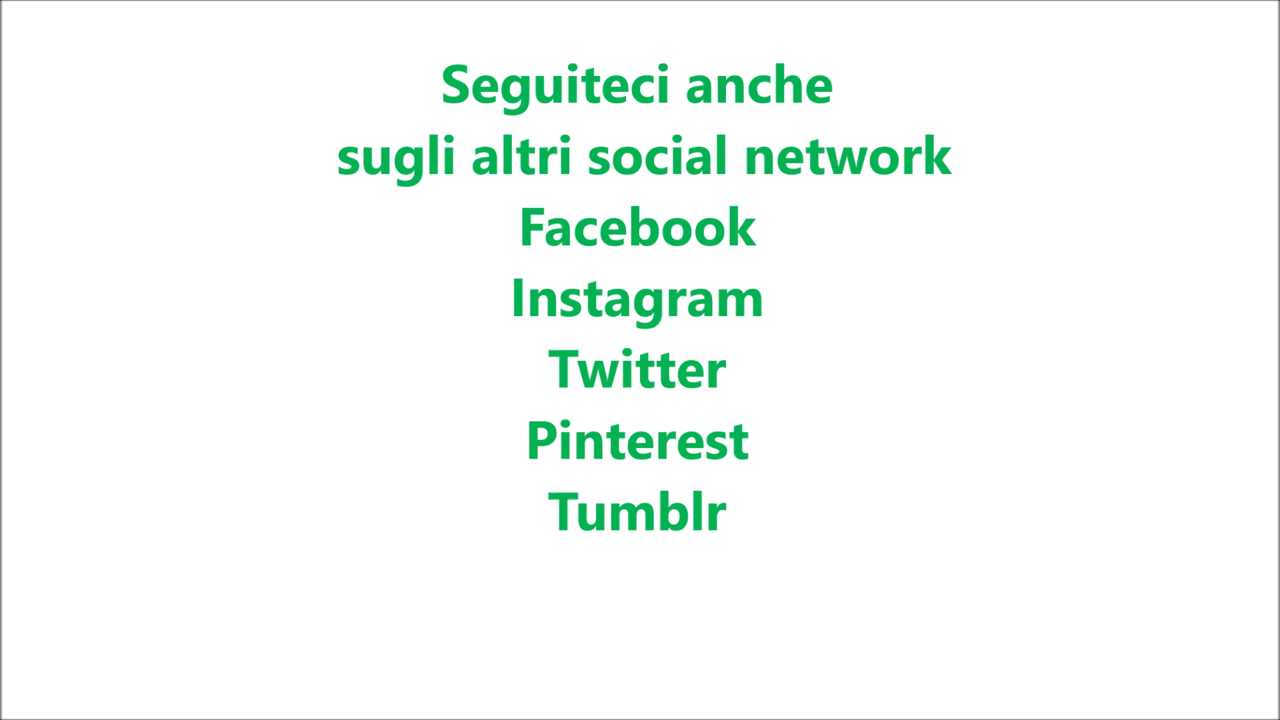 Seguiteci anche
sugli altri social network
Facebook
Instagram
Twitter
Pinterest
Tumblr